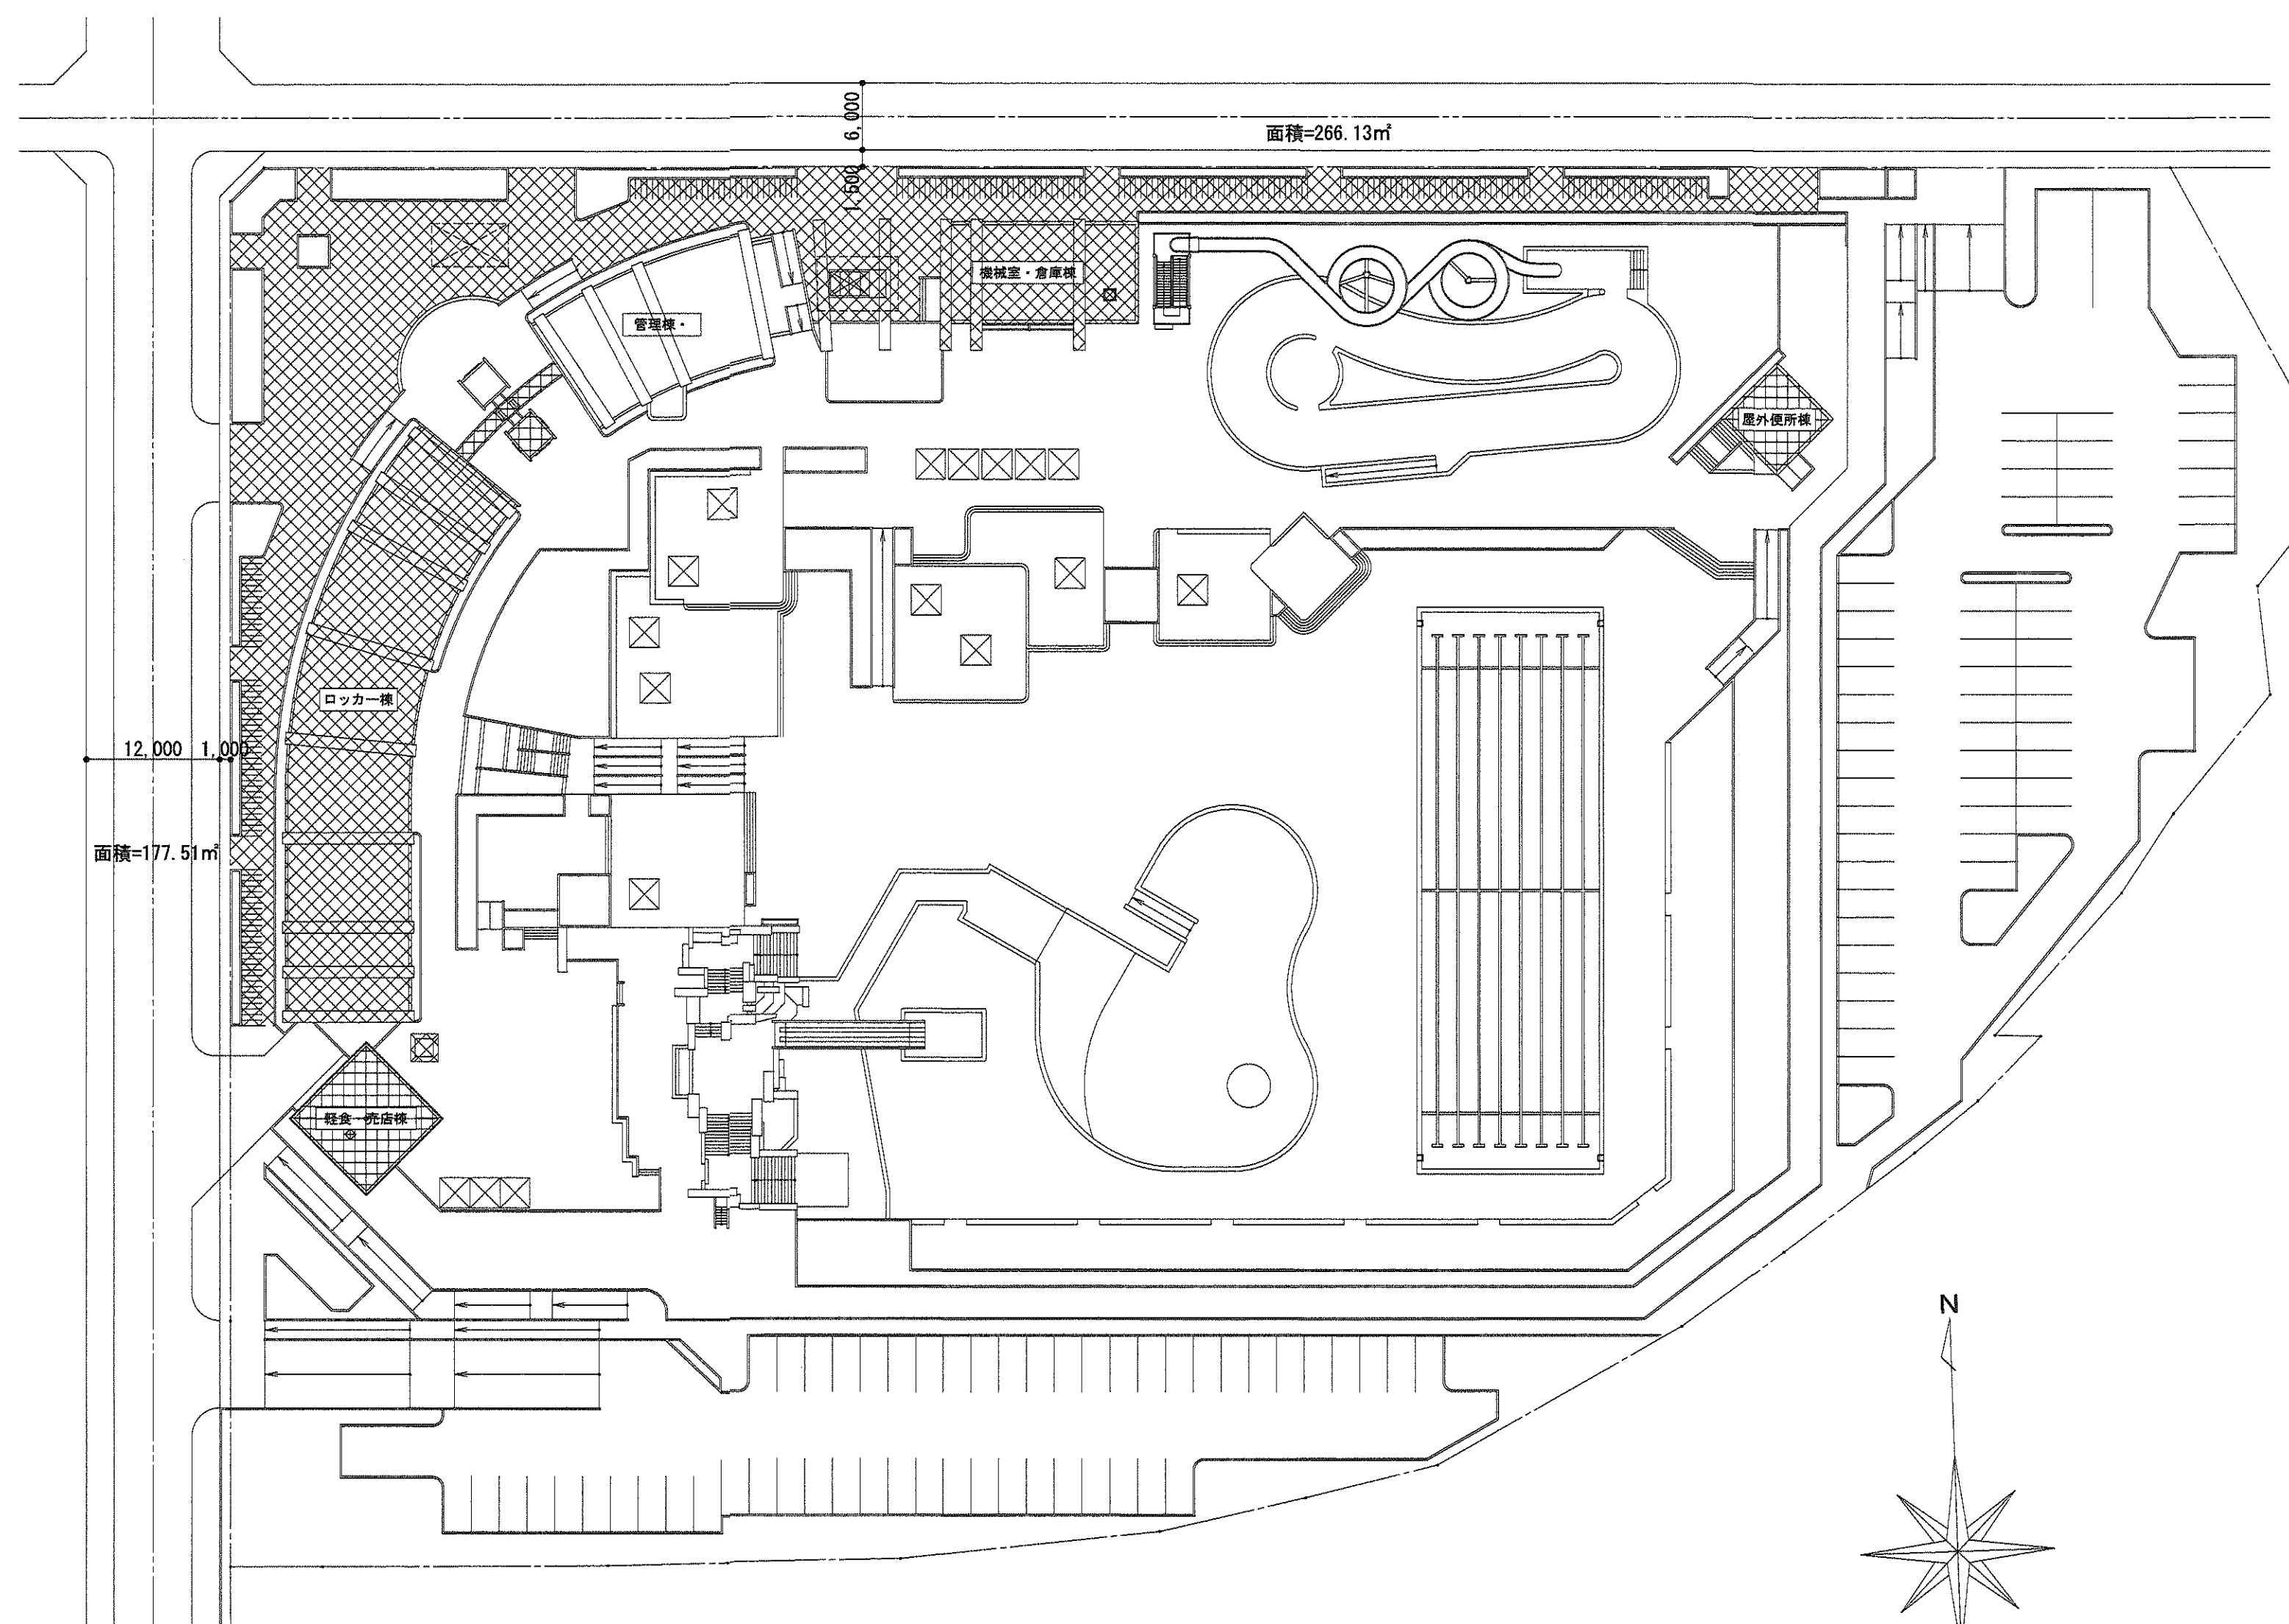 6,000
面積=266.13㎡
1,500
機械室・倉庫棟
管理棟・
屋外便所棟
ロッカー棟
12,000
1,000
面積=177.51㎡
軽食・売店棟
N